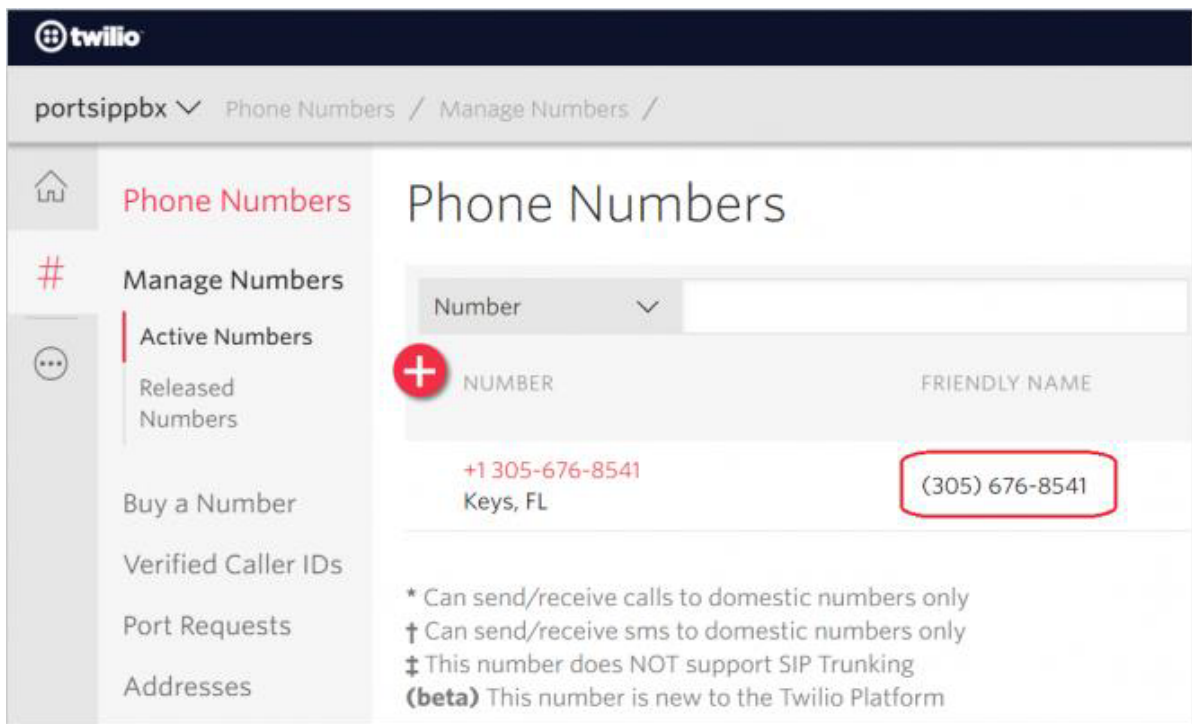 twilio
portsippbx Phone Numbers / Manage Numbers /
Phone Numbers
#
Manage Numbers
Active Numbers
Released
Numbers
Buy a Number
Verified Caller IDs
Port Requests
Addresses
Phone Numbers
Number
NUMBER FRIENDLY NAME
+1 305-676-8541 (305) 676-8541
Keys, FL
* Can send/receive calls to domestic numbers only
† Can send/receive sms to domestic numbers only
‡ This number does NOT support SIP Trunking
(beta) This number is new to the Twilio Platform